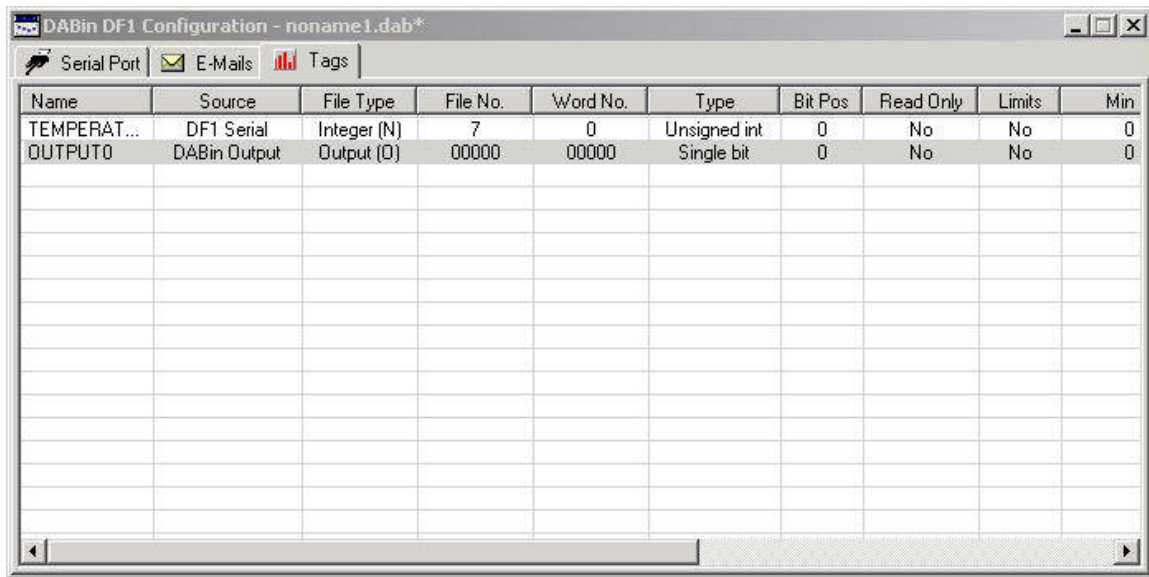 DABin DF1 Configuration - noname1.dab*
Serial Port E-Mails Tags
Name Source File Type File No. Word No. Type Bit Pos Read Only Limits Min
TEMPERAT... DF1 Serial Integer (N) 7 0 Unsigned int 0 No No 0
OUTPUT0 DABin Output Output (O) 00000 00000 Single bit 0 No No 0